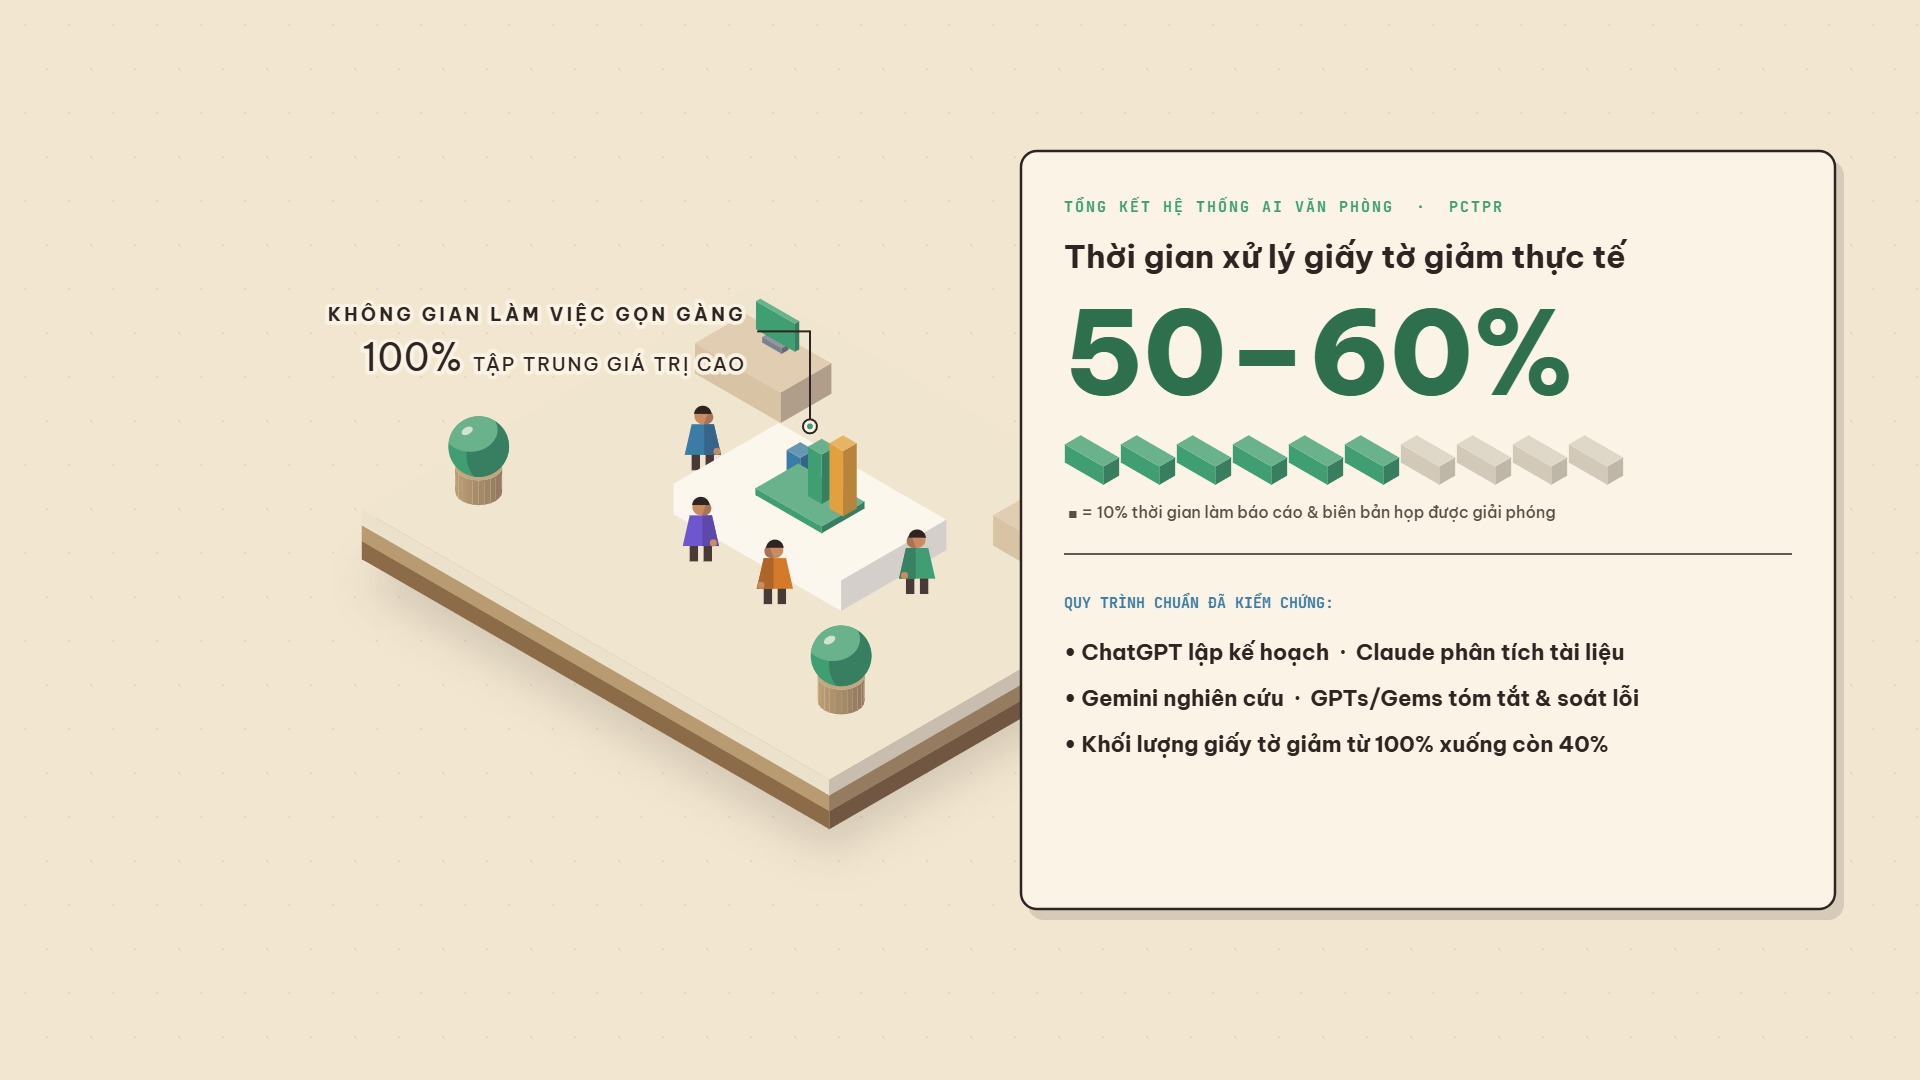 KHÔNG GIAN LÀM VIỆC GỌN GÀNG
100% TẬP TRUNG GIÁ TRỊ CAO
TỔNG KẾT HỆ THỐNG AI VĂN PHÒNG · PCTPR
Thời gian xử lý giấy tờ giảm thực tế
50–60%
▪ = 10% thời gian làm báo cáo & biên bản họp được giải phóng
QUY TRÌNH CHUẨN ĐÃ KIỂM CHỨNG:
• ChatGPT lập kế hoạch · Claude phân tích tài liệu
• Gemini nghiên cứu · GPTs/Gems tóm tắt & soát lỗi
• Khối lượng giấy tờ giảm từ 100% xuống còn 40%